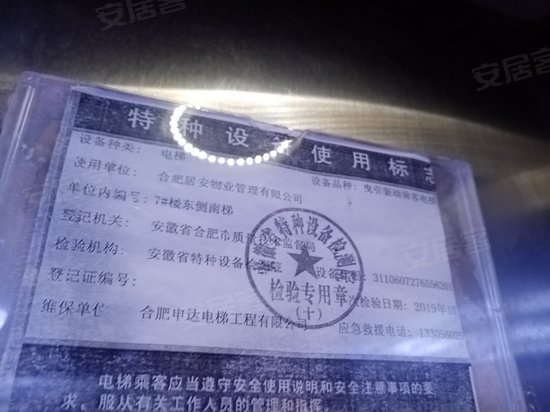 安居客
安居客
特种设备使用标志
设备种类： 电梯 设备品种：曳引驱动乘客电梯
使用单位： 合肥居安物业管理有限公司
单位内编号：7#楼东侧南梯
登记机关： 安徽省合肥市质量技术监督局
检验机构： 安徽省特种设备检测院
登记证编号：
次检验日期：2019年10
检验专用章
(十)
维保单位 合肥申达电梯工程有限公司 应急救援电话：133056025
电梯乘客应当遵守安全使用说明和安全注意事项的要
求，服从有关工作人员的管理和指挥